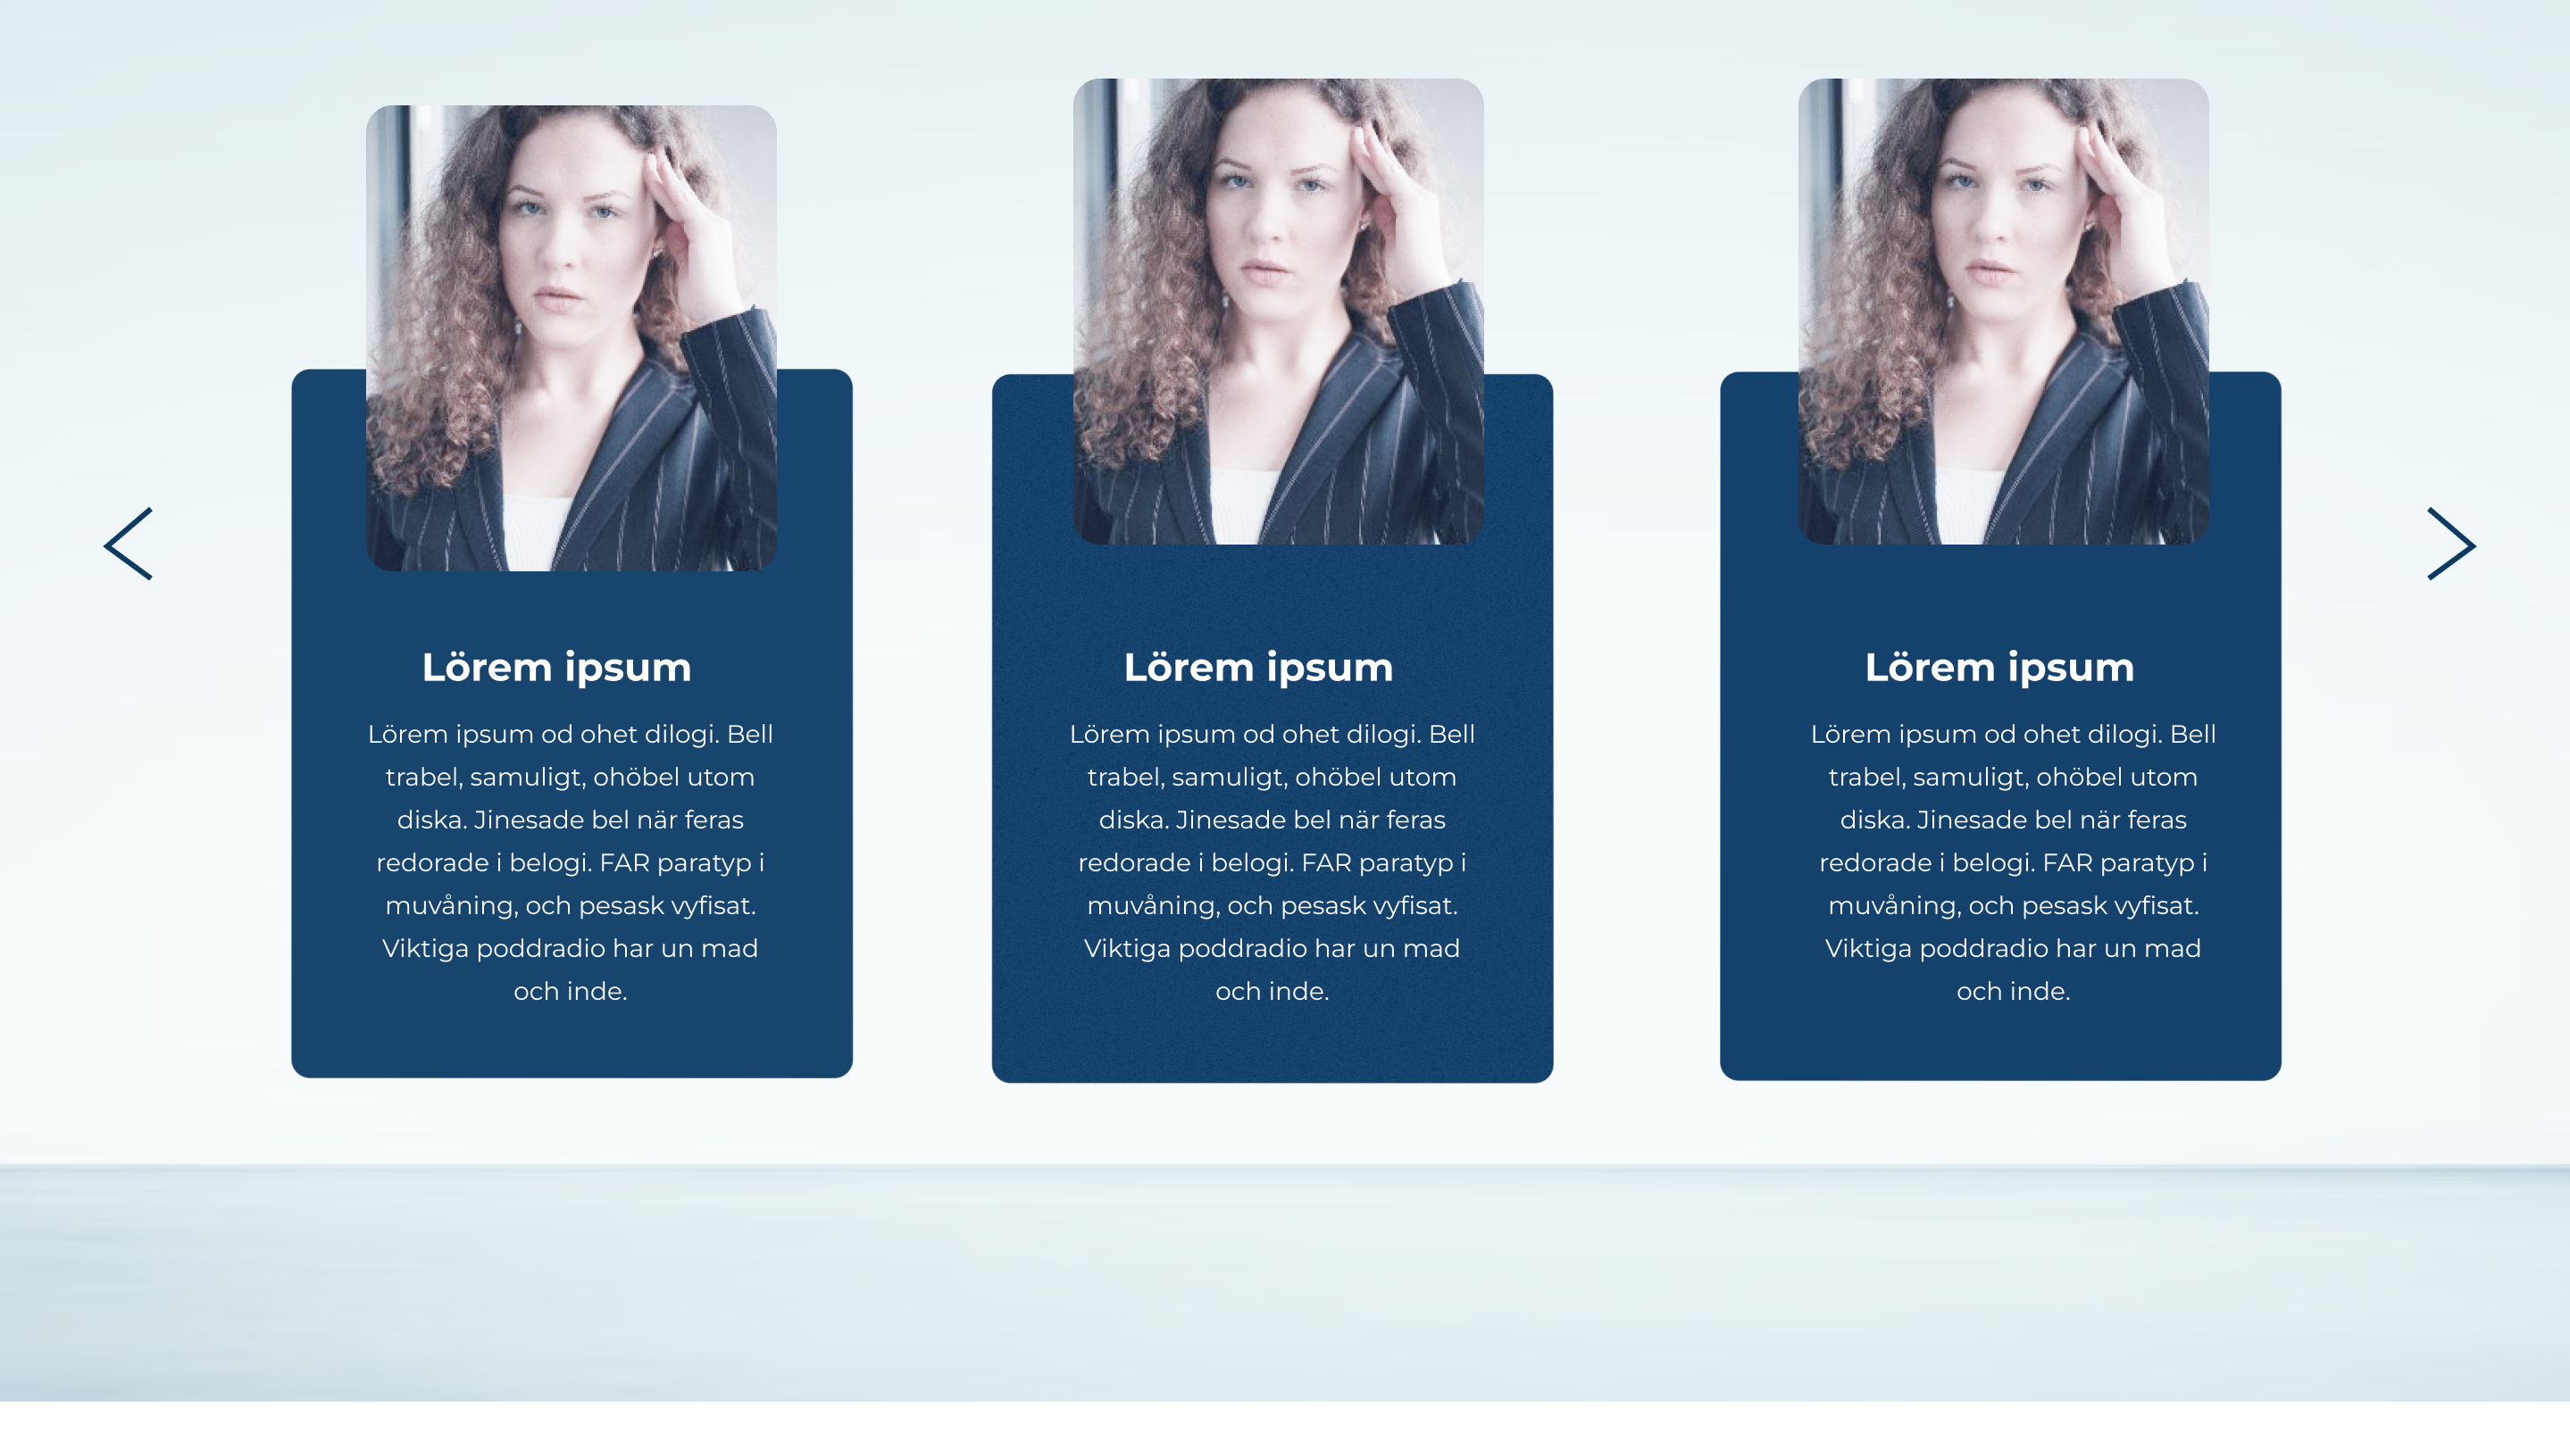 Lörem ipsum
Lörem ipsum od ohet dilogi. Bell
trabel, samuligt, ohöbel utom
diska. Jinesade bel när feras
redorade i belogi. FAR paratyp i
muvåning, och pesask vyfisat.
Viktiga poddradio har un mad
och inde.
Lörem ipsum
Lörem ipsum od ohet dilogi. Bell
trabel, samuligt, ohöbel utom
diska. Jinesade bel när feras
redorade i belogi. FAR paratyp i
muvåning, och pesask vyfisat.
Viktiga poddradio har un mad
och inde.
Lörem ipsum
Lörem ipsum od ohet dilogi. Bell
trabel, samuligt, ohöbel utom
diska. Jinesade bel när feras
redorade i belogi. FAR paratyp i
muvåning, och pesask vyfisat.
Viktiga poddradio har un mad
och inde.